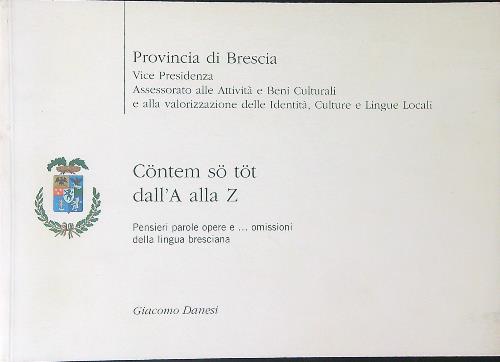 Provincia di Brescia
Vice Presidenza
Assessorato alle Attività e Beni Culturali
e alla valorizzazione delle Identità, Culture e Lingue Locali
Cöntem sö töt
dall'A alla Z
Pensieri parole opere e ... omissioni
della lingua bresciana
Giacomo Danesi